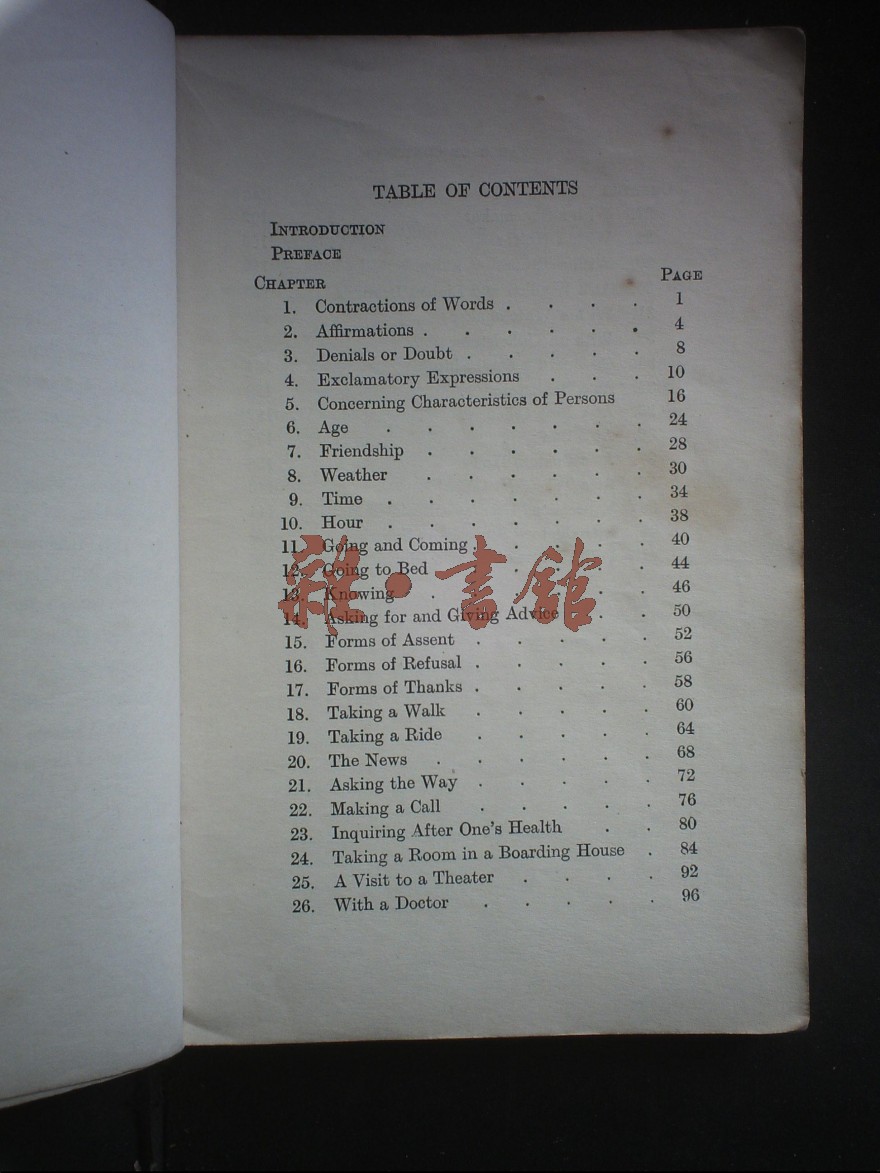 TABLE OF CONTENTS
INTRODUCTION
PREFACE
CHAPTER PAGE
1. Contractions of Words . . . . 1
2. Affirmations . . . . . . 4
3. Denials or Doubt . . . . . 8
4. Exclamatory Expressions . . . 10
5. Concerning Characteristics of Persons 16
6. Age . . . . . . . 24
7. Friendship . . . . . . 28
8. Weather . . . . . . 30
9. Time . . . . . . . 34
10. Hour . . . . . . . 38
11. Going and Coming . . . . . 40
12. Going to Bed . . . . . . 44
13. Knowing . . . . . . 46
14. Asking for and Giving Advice . . 50
15. Forms of Assent . . . . . 52
16. Forms of Refusal . . . . . 56
17. Forms of Thanks . . . . . 58
18. Taking a Walk . . . . . 60
19. Taking a Ride . . . . . 64
20. The News . . . . . . 68
21. Asking the Way . . . . . 72
22. Making a Call . . . . . 76
23. Inquiring After One's Health . . 80
24. Taking a Room in a Boarding House . 84
25. A Visit to a Theater . . . . 92
26. With a Doctor . . . . . 96
雜·書館